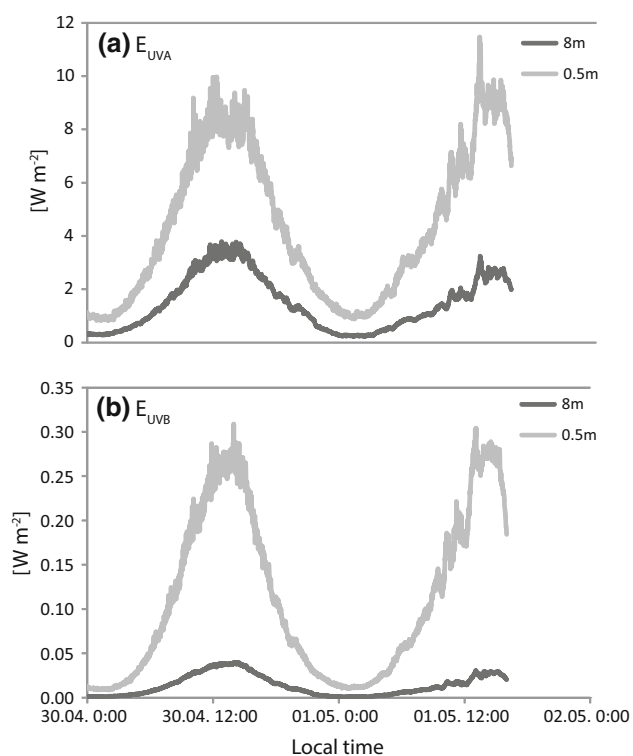 (a) E_UVA
8m
0.5m
[W m⁻²]
12
10
8
6
4
2
0
(b) E_UVB
8m
0.5m
[W m⁻²]
0.35
0.30
0.25
0.20
0.15
0.10
0.05
0.00
30.04. 0:00 30.04. 12:00 01.05. 0:00 01.05. 12:00 02.05. 0:00
Local time